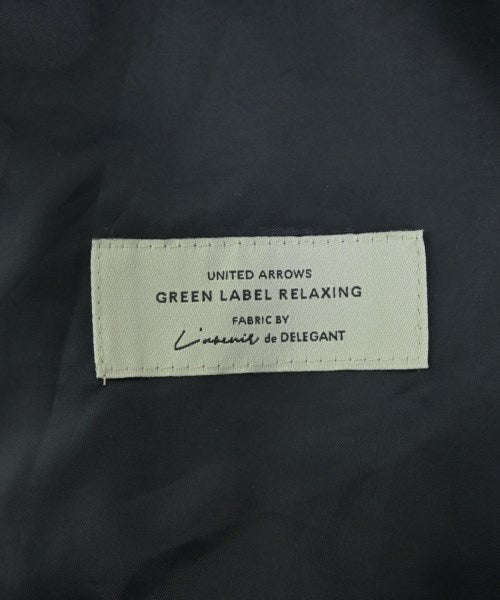 UNITED ARROWS
GREEN LABEL RELAXING
FABRIC BY
L'avenir de DELEGANT